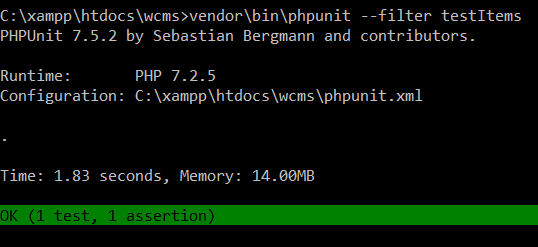 C:\xampp\htdocs\wcms>vendor\bin\phpunit --filter testItems
PHPUnit 7.5.2 by Sebastian Bergmann and contributors.
Runtime:       PHP 7.2.5
Configuration: C:\xampp\htdocs\wcms\phpunit.xml
.
Time: 1.83 seconds, Memory: 14.00MB
OK (1 test, 1 assertion)